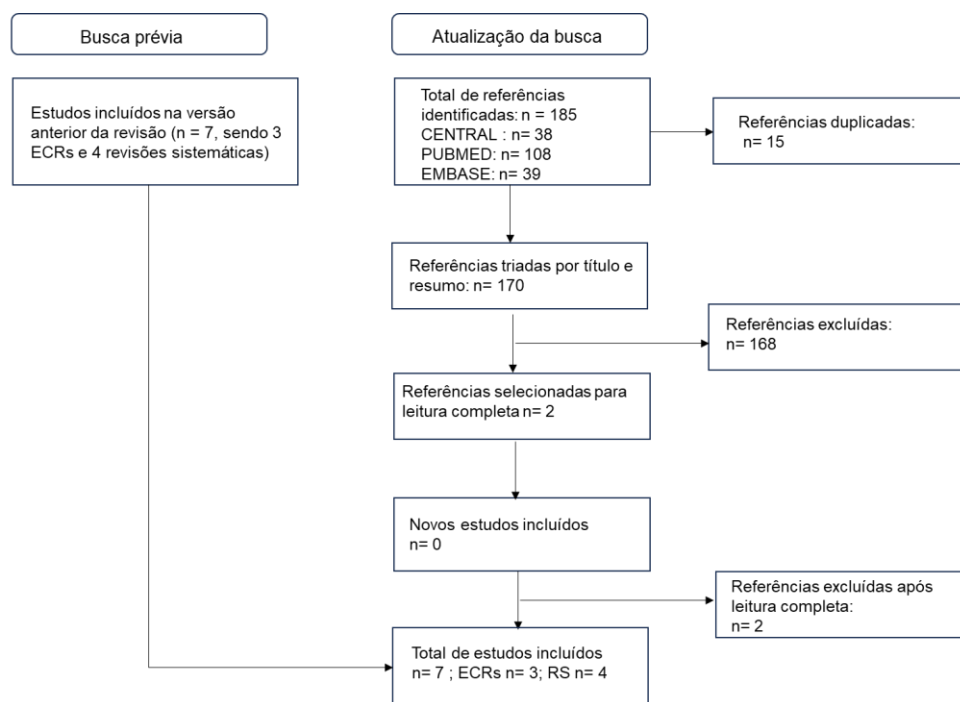 Busca prévia
Atualização da busca
Estudos incluídos na versão
anterior da revisão (n = 7, sendo 3
ECRs e 4 revisões sistemáticas)
Total de referências
identificadas: n = 185
CENTRAL : n= 38
PUBMED: n= 108
EMBASE: n= 39
Referências duplicadas:
n= 15
Referências triadas por título e
resumo: n= 170
Referências excluídas:
n= 168
Referências selecionadas para
leitura completa n= 2
Novos estudos incluídos
n= 0
Referências excluídas após
leitura completa:
n= 2
Total de estudos incluídos
n= 7 ; ECRs n= 3; RS n= 4